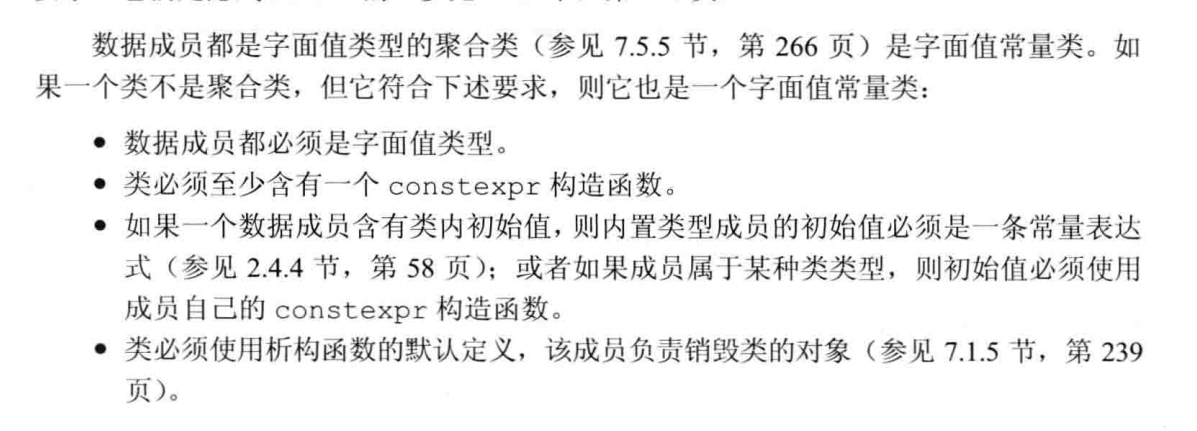 数据成员都是字面值类型的聚合类（参见 7.5.5 节，第 266 页）是字面值常量类。如
果一个类不是聚合类，但它符合下述要求，则它也是一个字面值常量类：
● 数据成员都必须是字面值类型。
● 类必须至少含有一个 constexpr 构造函数。
● 如果一个数据成员含有类内初始值，则内置类型成员的初始值必须是一条常量表达
式（参见 2.4.4 节，第 58 页）；或者如果成员属于某种类类型，则初始值必须使用
成员自己的 constexpr 构造函数。
● 类必须使用析构函数的默认定义，该成员负责销毁类的对象（参见 7.1.5 节，第 239
页）。